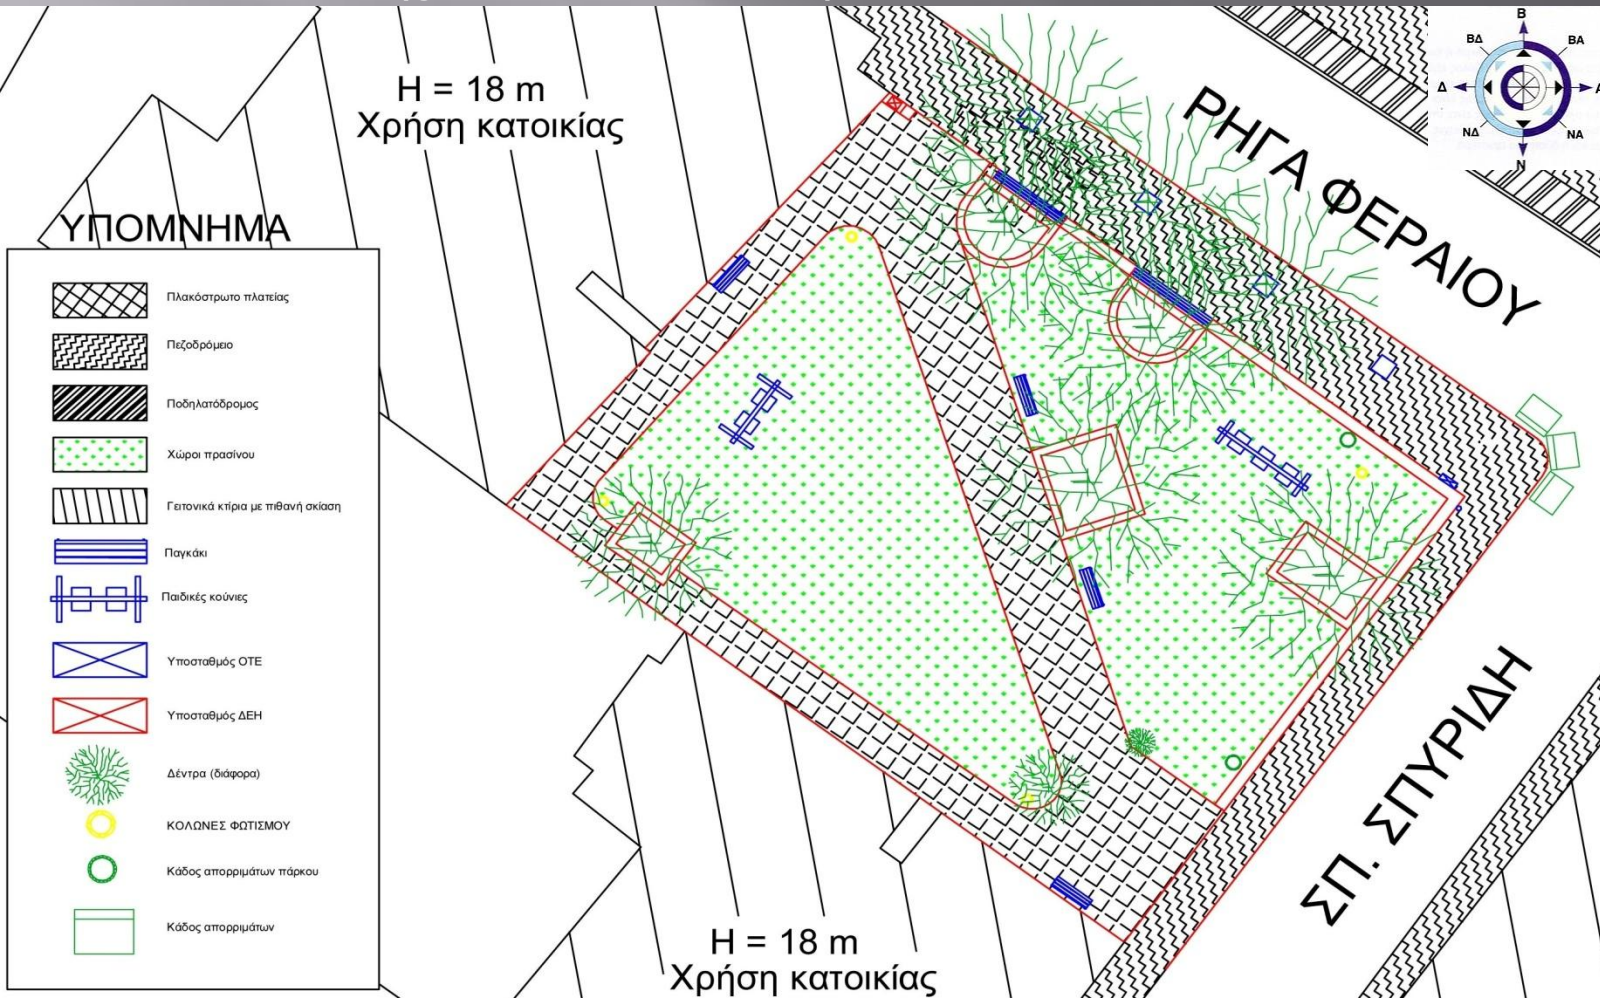 H = 18 m
Χρήση κατοικίας
ΡΗΓΑ ΦΕΡΑΙΟΥ
Β
ΒΔ
ΒΑ
Δ
Α
ΝΔ
ΝΑ
Ν
ΥΠΟΜΝΗΜΑ
Πλακόστρωτο πλατείας
Πεζοδρόμειο
Ποδηλατόδρομος
Χώροι πρασίνου
Γειτονικά κτίρια με πιθανή σκίαση
Παγκάκι
Παιδικές κούνιες
Υποσταθμός ΟΤΕ
Υποσταθμός ΔΕΗ
Δέντρα (διάφορα)
ΚΟΛΩΝΕΣ ΦΩΤΙΣΜΟΥ
Κάδος απορριμάτων πάρκου
Κάδος απορριμάτων
ΣΠ. ΣΠΥΡΙΔΗ
H = 18 m
Χρήση κατοικίας